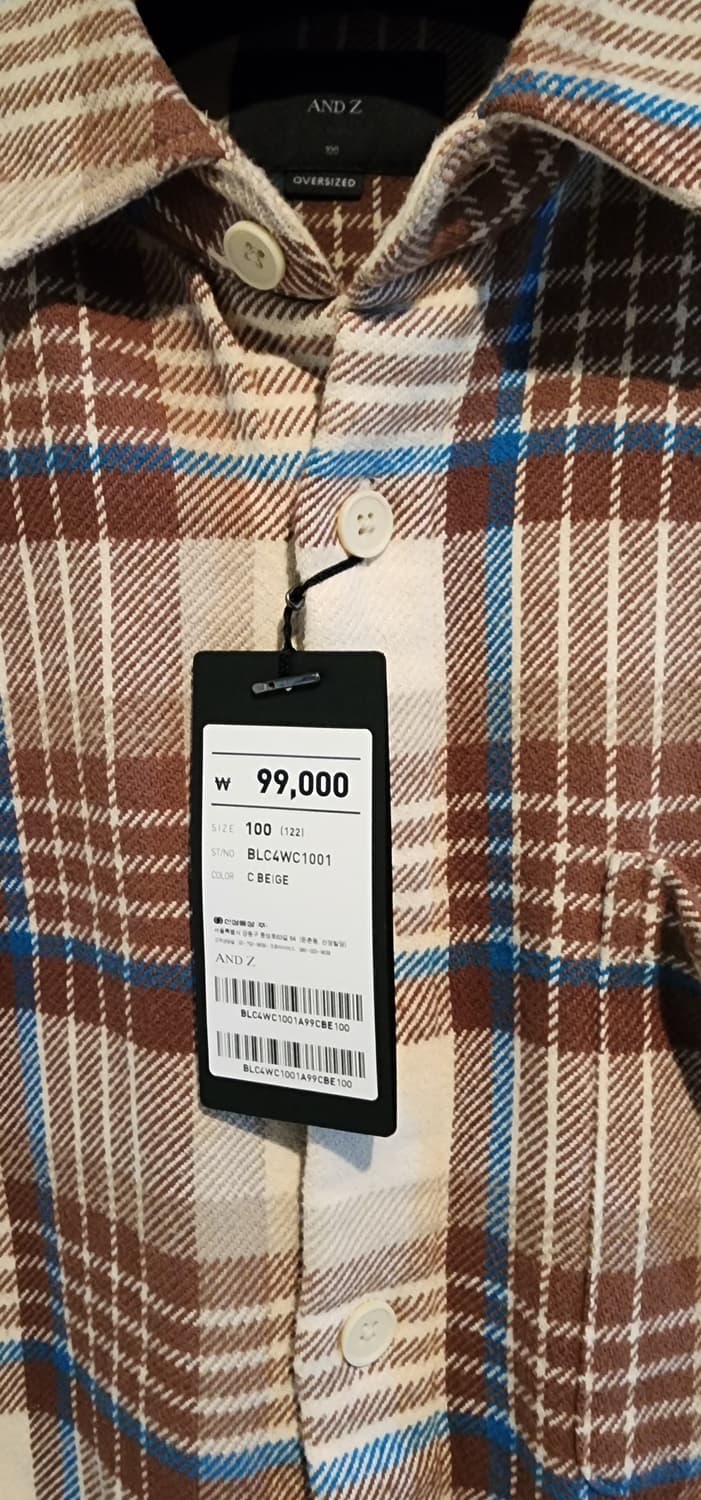 AND Z
100
OVERSIZED
₩ 99,000
SIZE 100 (122)
ST/NO BLC4WC1001
COLOR C BEIGE
AND Z
BLC4WC1001A99CBE100
BLC4WC1001A99CBE100